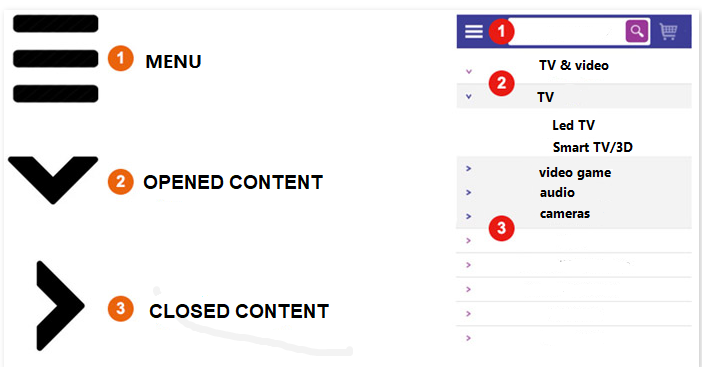 1 MENU
2 OPENED CONTENT
3 CLOSED CONTENT
1
TV & video
2
TV
Led TV
Smart TV/3D
video game
audio
cameras
3